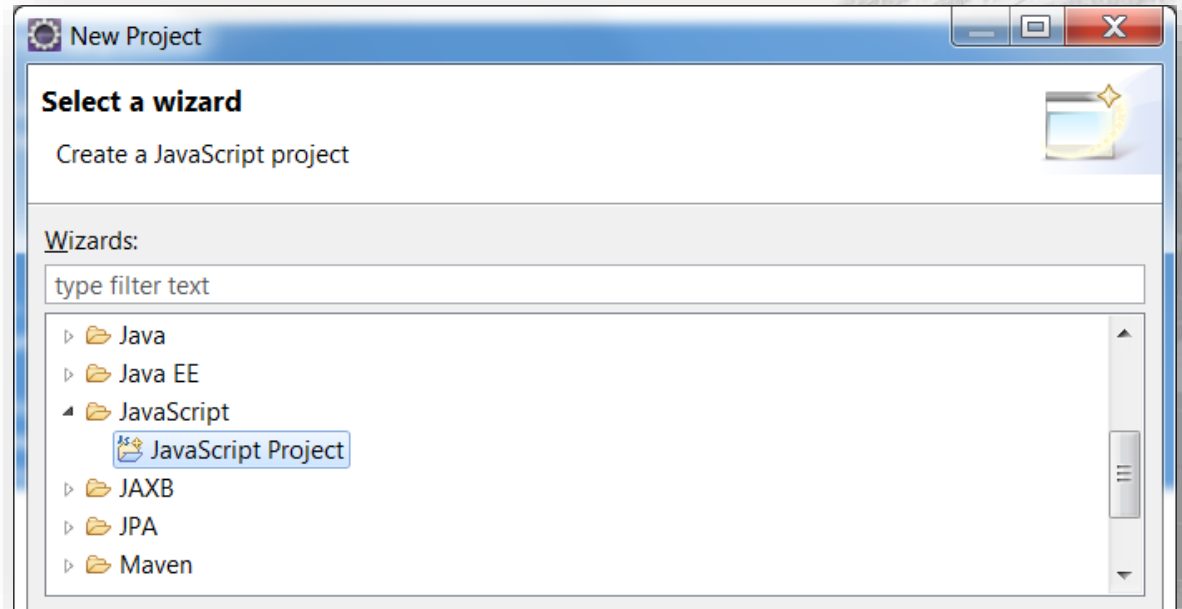 New Project
Select a wizard
Create a JavaScript project
Wizards:
type filter text
Java
Java EE
JavaScript
JavaScript Project
JAXB
JPA
Maven